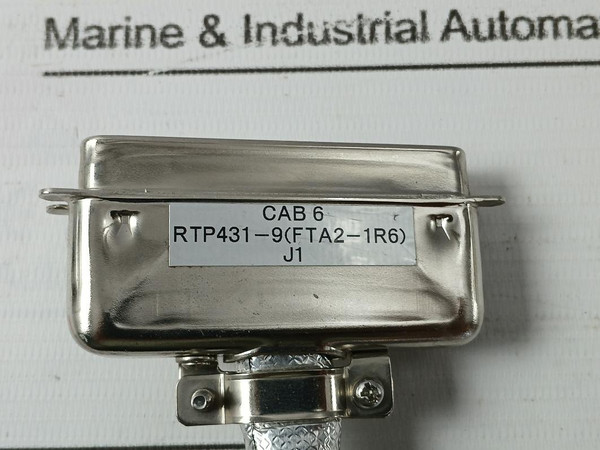 Marine & Industrial Automa
CAB 6
RTP431-9(FTA2-1R6)
J1